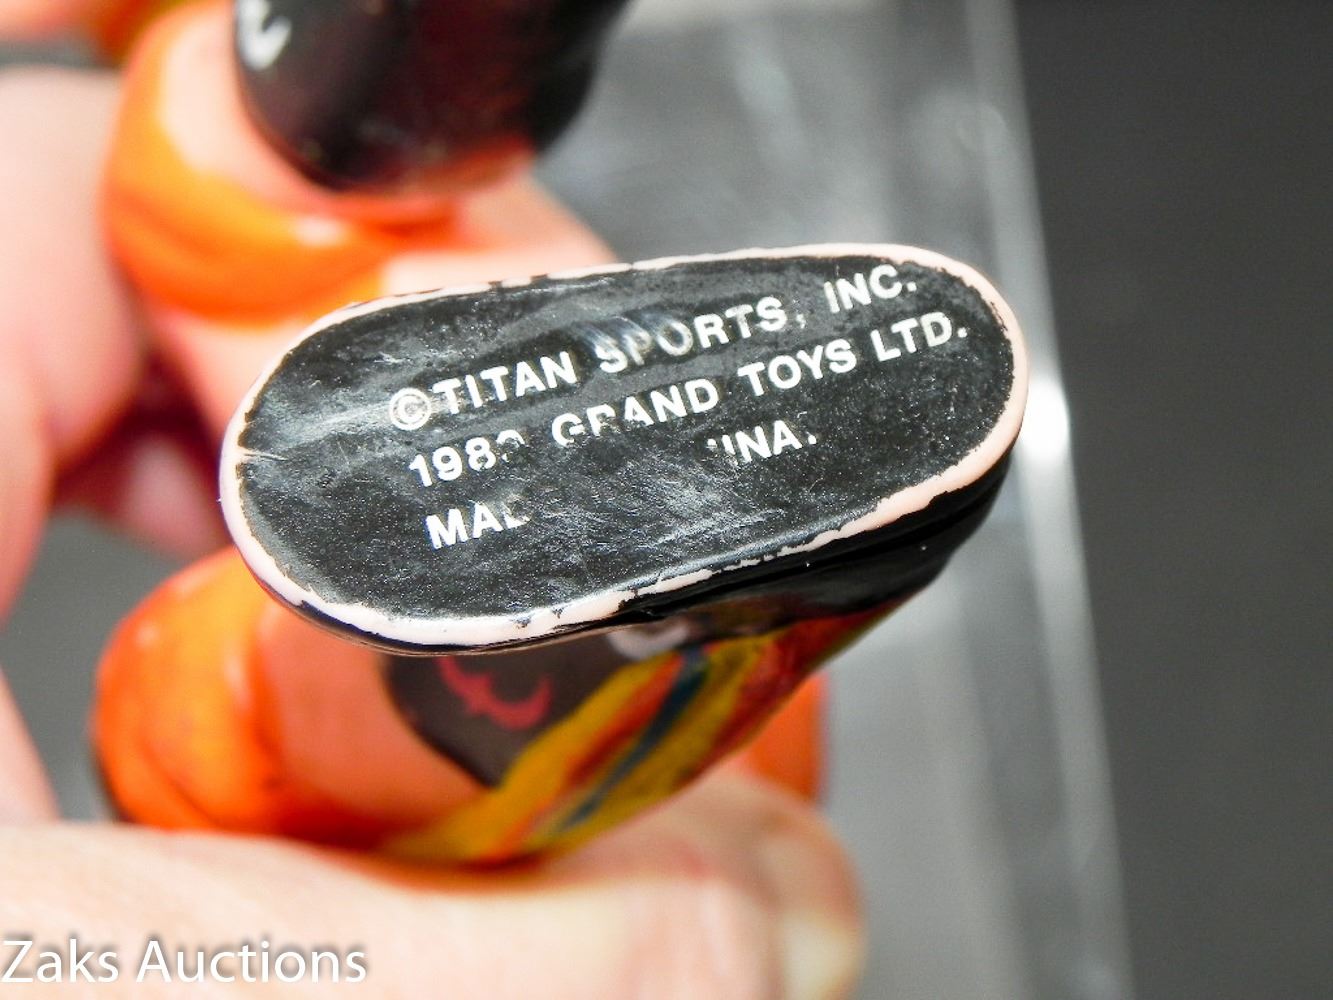 ©TITAN SPORTS, INC.
GRAND TOYS LTD.
Zaks Auctions